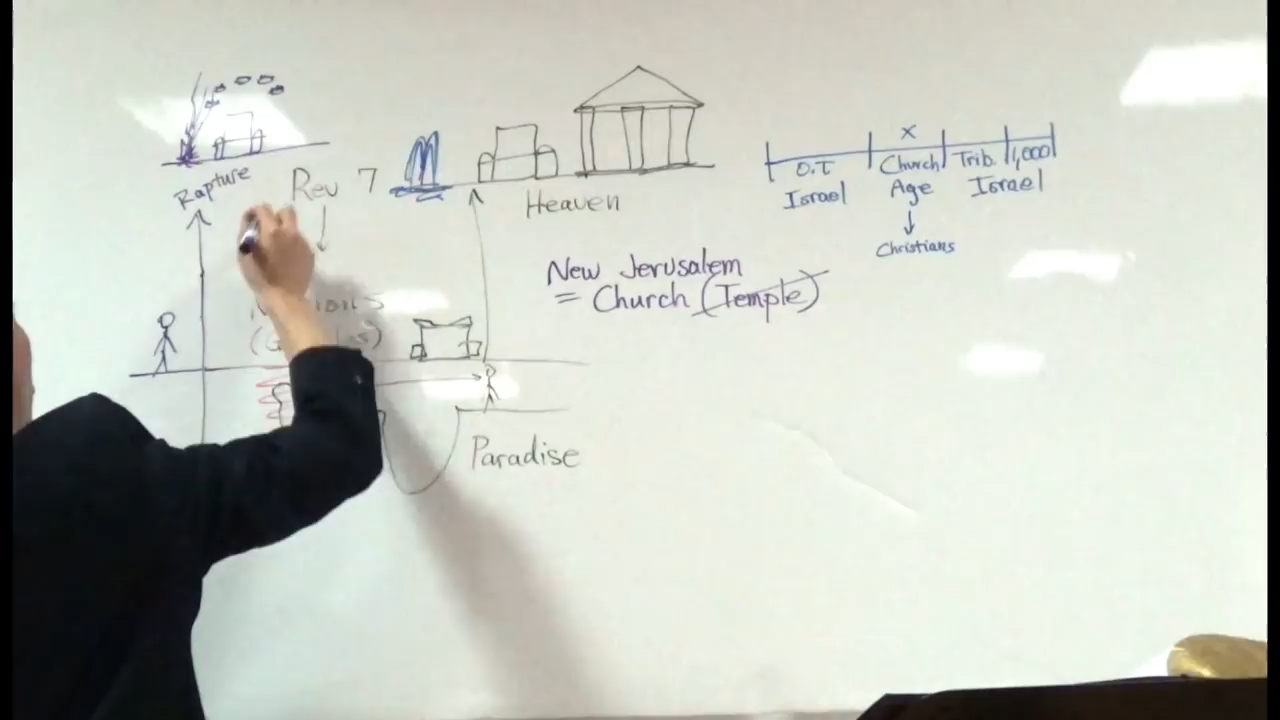 Rapture
Rev 7
Heaven
Paradise
New Jerusalem
= Church (Temple)
x
O.T Church Trib. 1,000
Israel Age Israel
Christians